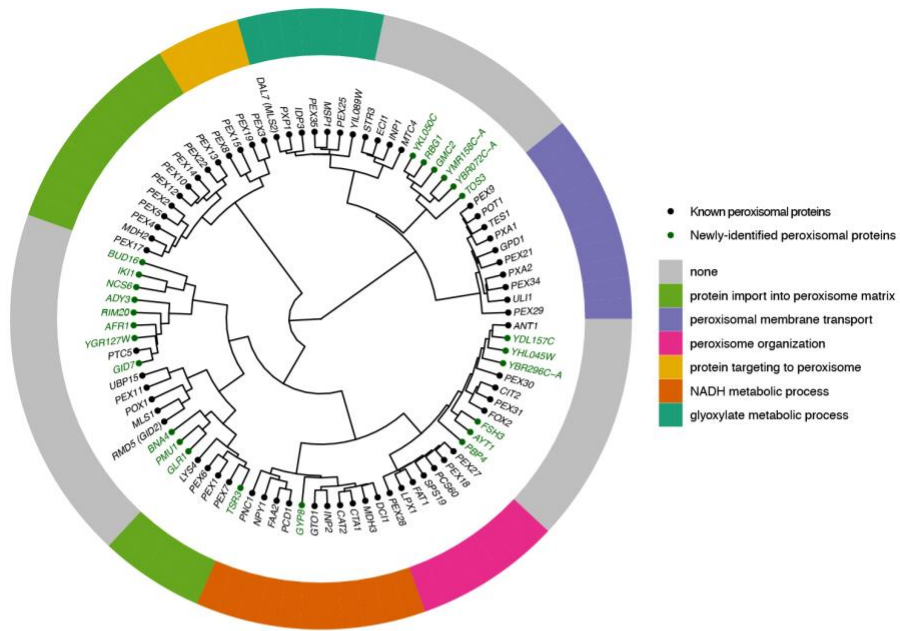 DAL7 (MLS2)
PXP1
IDP3
PEX35
MSP1
PEX25
YIL089W
STR3
ECI1
INP1
MTC4
YKL050C
RBG1
GMC2
YMR158C-A
YBR072C-A
TOS3
PEX9
POT1
TES1
PXA1
GPD1
PEX21
PXA2
PEX34
ULI1
PEX29
ANT1
YDL157C
YHL045W
YBR296C-A
PEX30
CIT2
PEX31
FOX2
FSH3
AYT1
PBP4
PEX27
PEX18
PCS60
SPS19
FAT1
LPX1
PEX28
DCI1
MDH3
CTA1
CAT2
INP2
GTO1
GYP8
PCD1
FAA2
NPY1
PNC1
TSR3
PEX7
PEX1
PEX6
LYS4
GLR1
PMU1
BNA4
RMD5 (GID2)
MLS1
POX1
PEX11
UBP15
GID7
PTC5
YGR127W
AFR1
RIM20
ADY3
NCS6
IKI1
BUD16
PEX17
MDH2
PEX4
PEX5
PEX2
PEX12
PEX10
PEX14
PEX22
PEX13
PEX8
PEX15
PEX19
PEX3
Known peroxisomal proteins
Newly-identified peroxisomal proteins
none
protein import into peroxisome matrix
peroxisomal membrane transport
peroxisome organization
protein targeting to peroxisome
NADH metabolic process
glyoxylate metabolic process